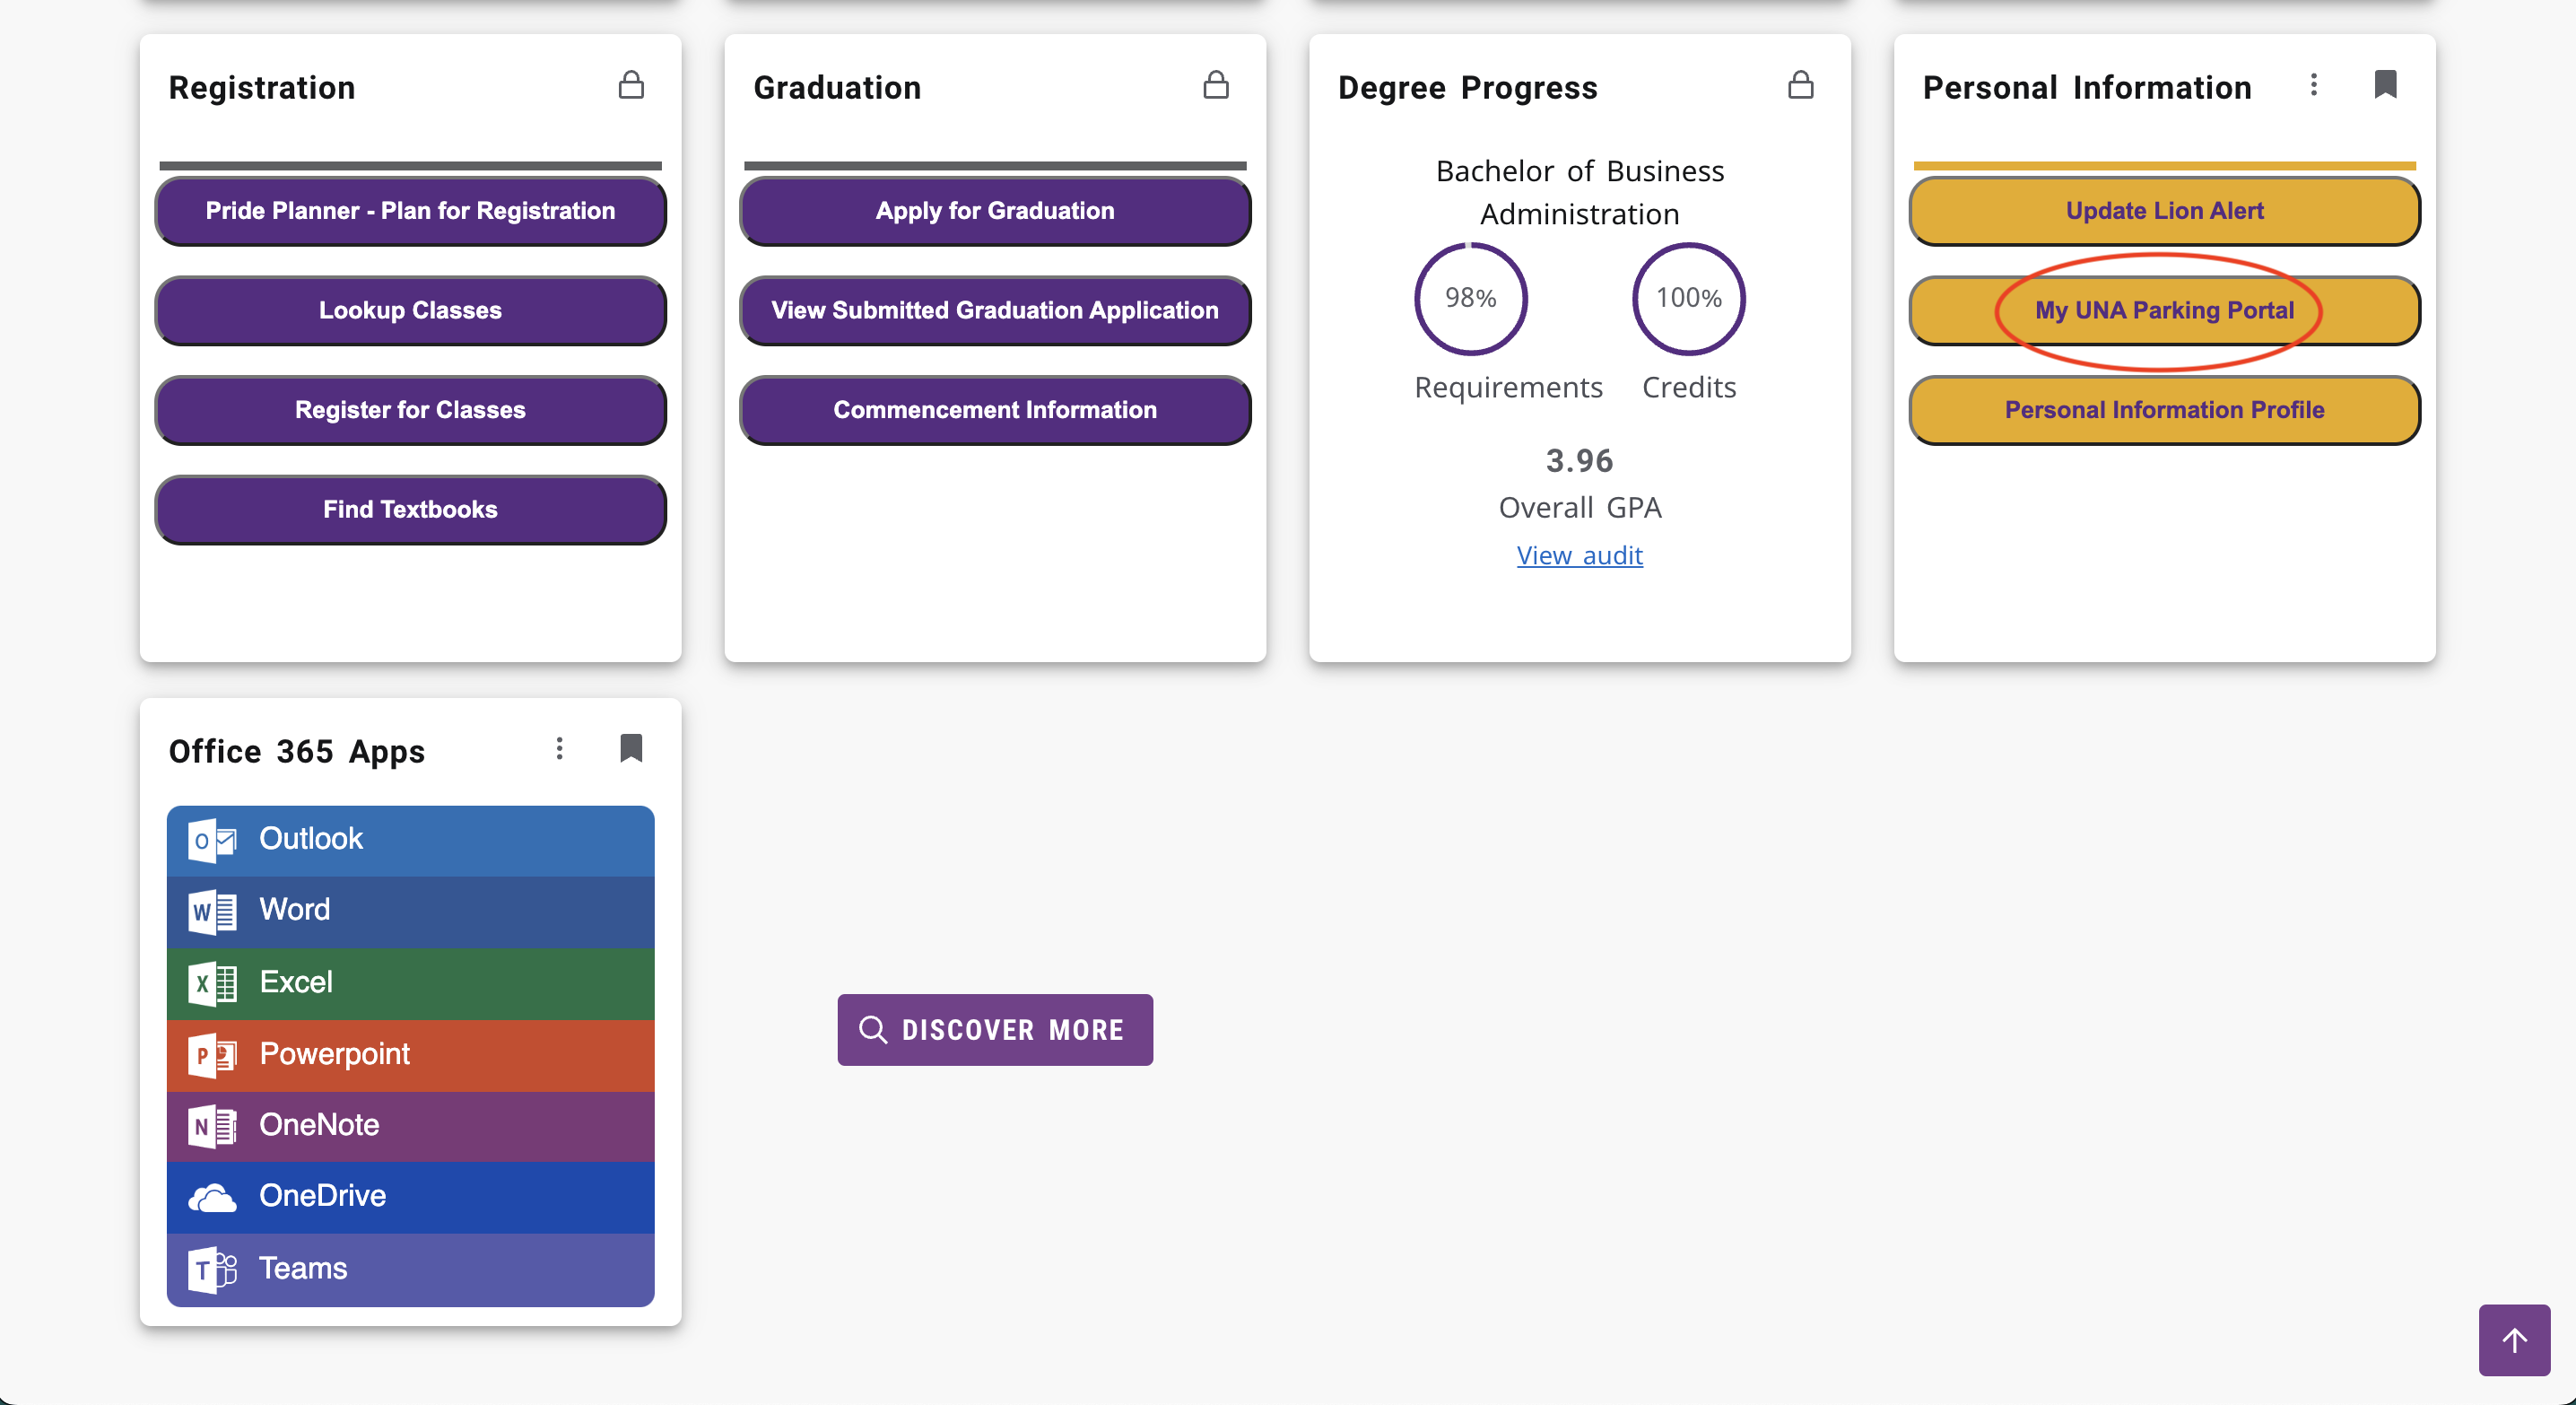 Registration
Pride Planner - Plan for Registration
Lookup Classes
Register for Classes
Find Textbooks
Graduation
Apply for Graduation
View Submitted Graduation Application
Commencement Information
Degree Progress
Bachelor of Business
Administration
98%
Requirements
100%
Credits
3.96
Overall GPA
View audit
Personal Information
Update Lion Alert
My UNA Parking Portal
Personal Information Profile
Office 365 Apps
Outlook
Word
Excel
Powerpoint
OneNote
OneDrive
Teams
DISCOVER MORE